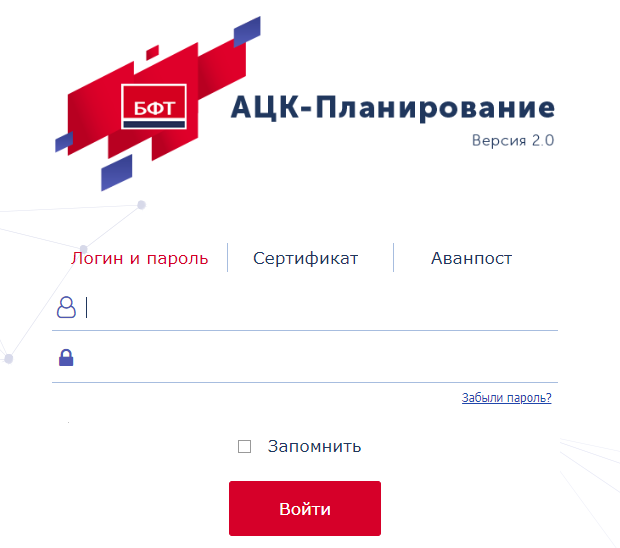 БФТ
АЦК-Планирование
Версия 2.0
Логин и пароль Сертификат Аванпост
Забыли пароль?
Запомнить
Войти